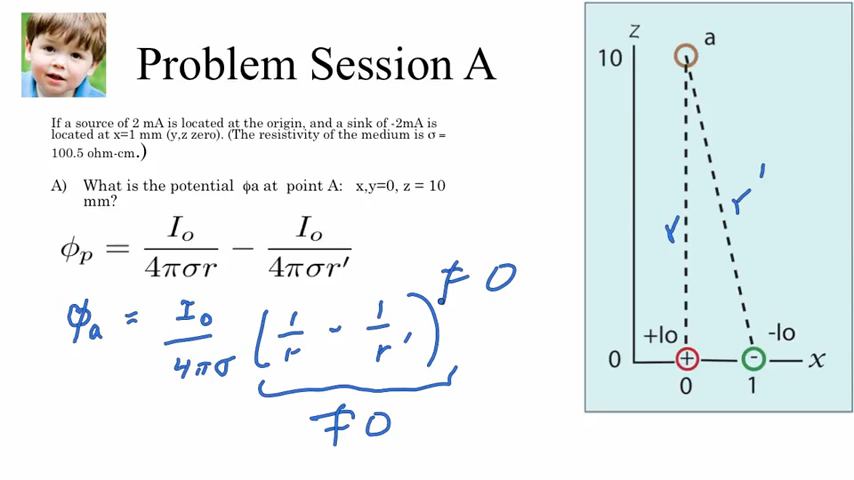 Problem Session A
If a source of 2 mA is located at the origin, and a sink of -2mA is
located at x=1 mm (y,z zero). (The resistivity of the medium is σ =
100.5 ohm-cm.)
A) What is the potential ϕa at point A: x,y=0, z = 10
mm?
ϕp = Io/4πσr − Io/4πσr′
ϕa = Io/4πσ (1/r - 1/r′) ≠ 0
≠ 0
z
10
a
r
r'
+Io
-Io
0
+
-
x
0
1